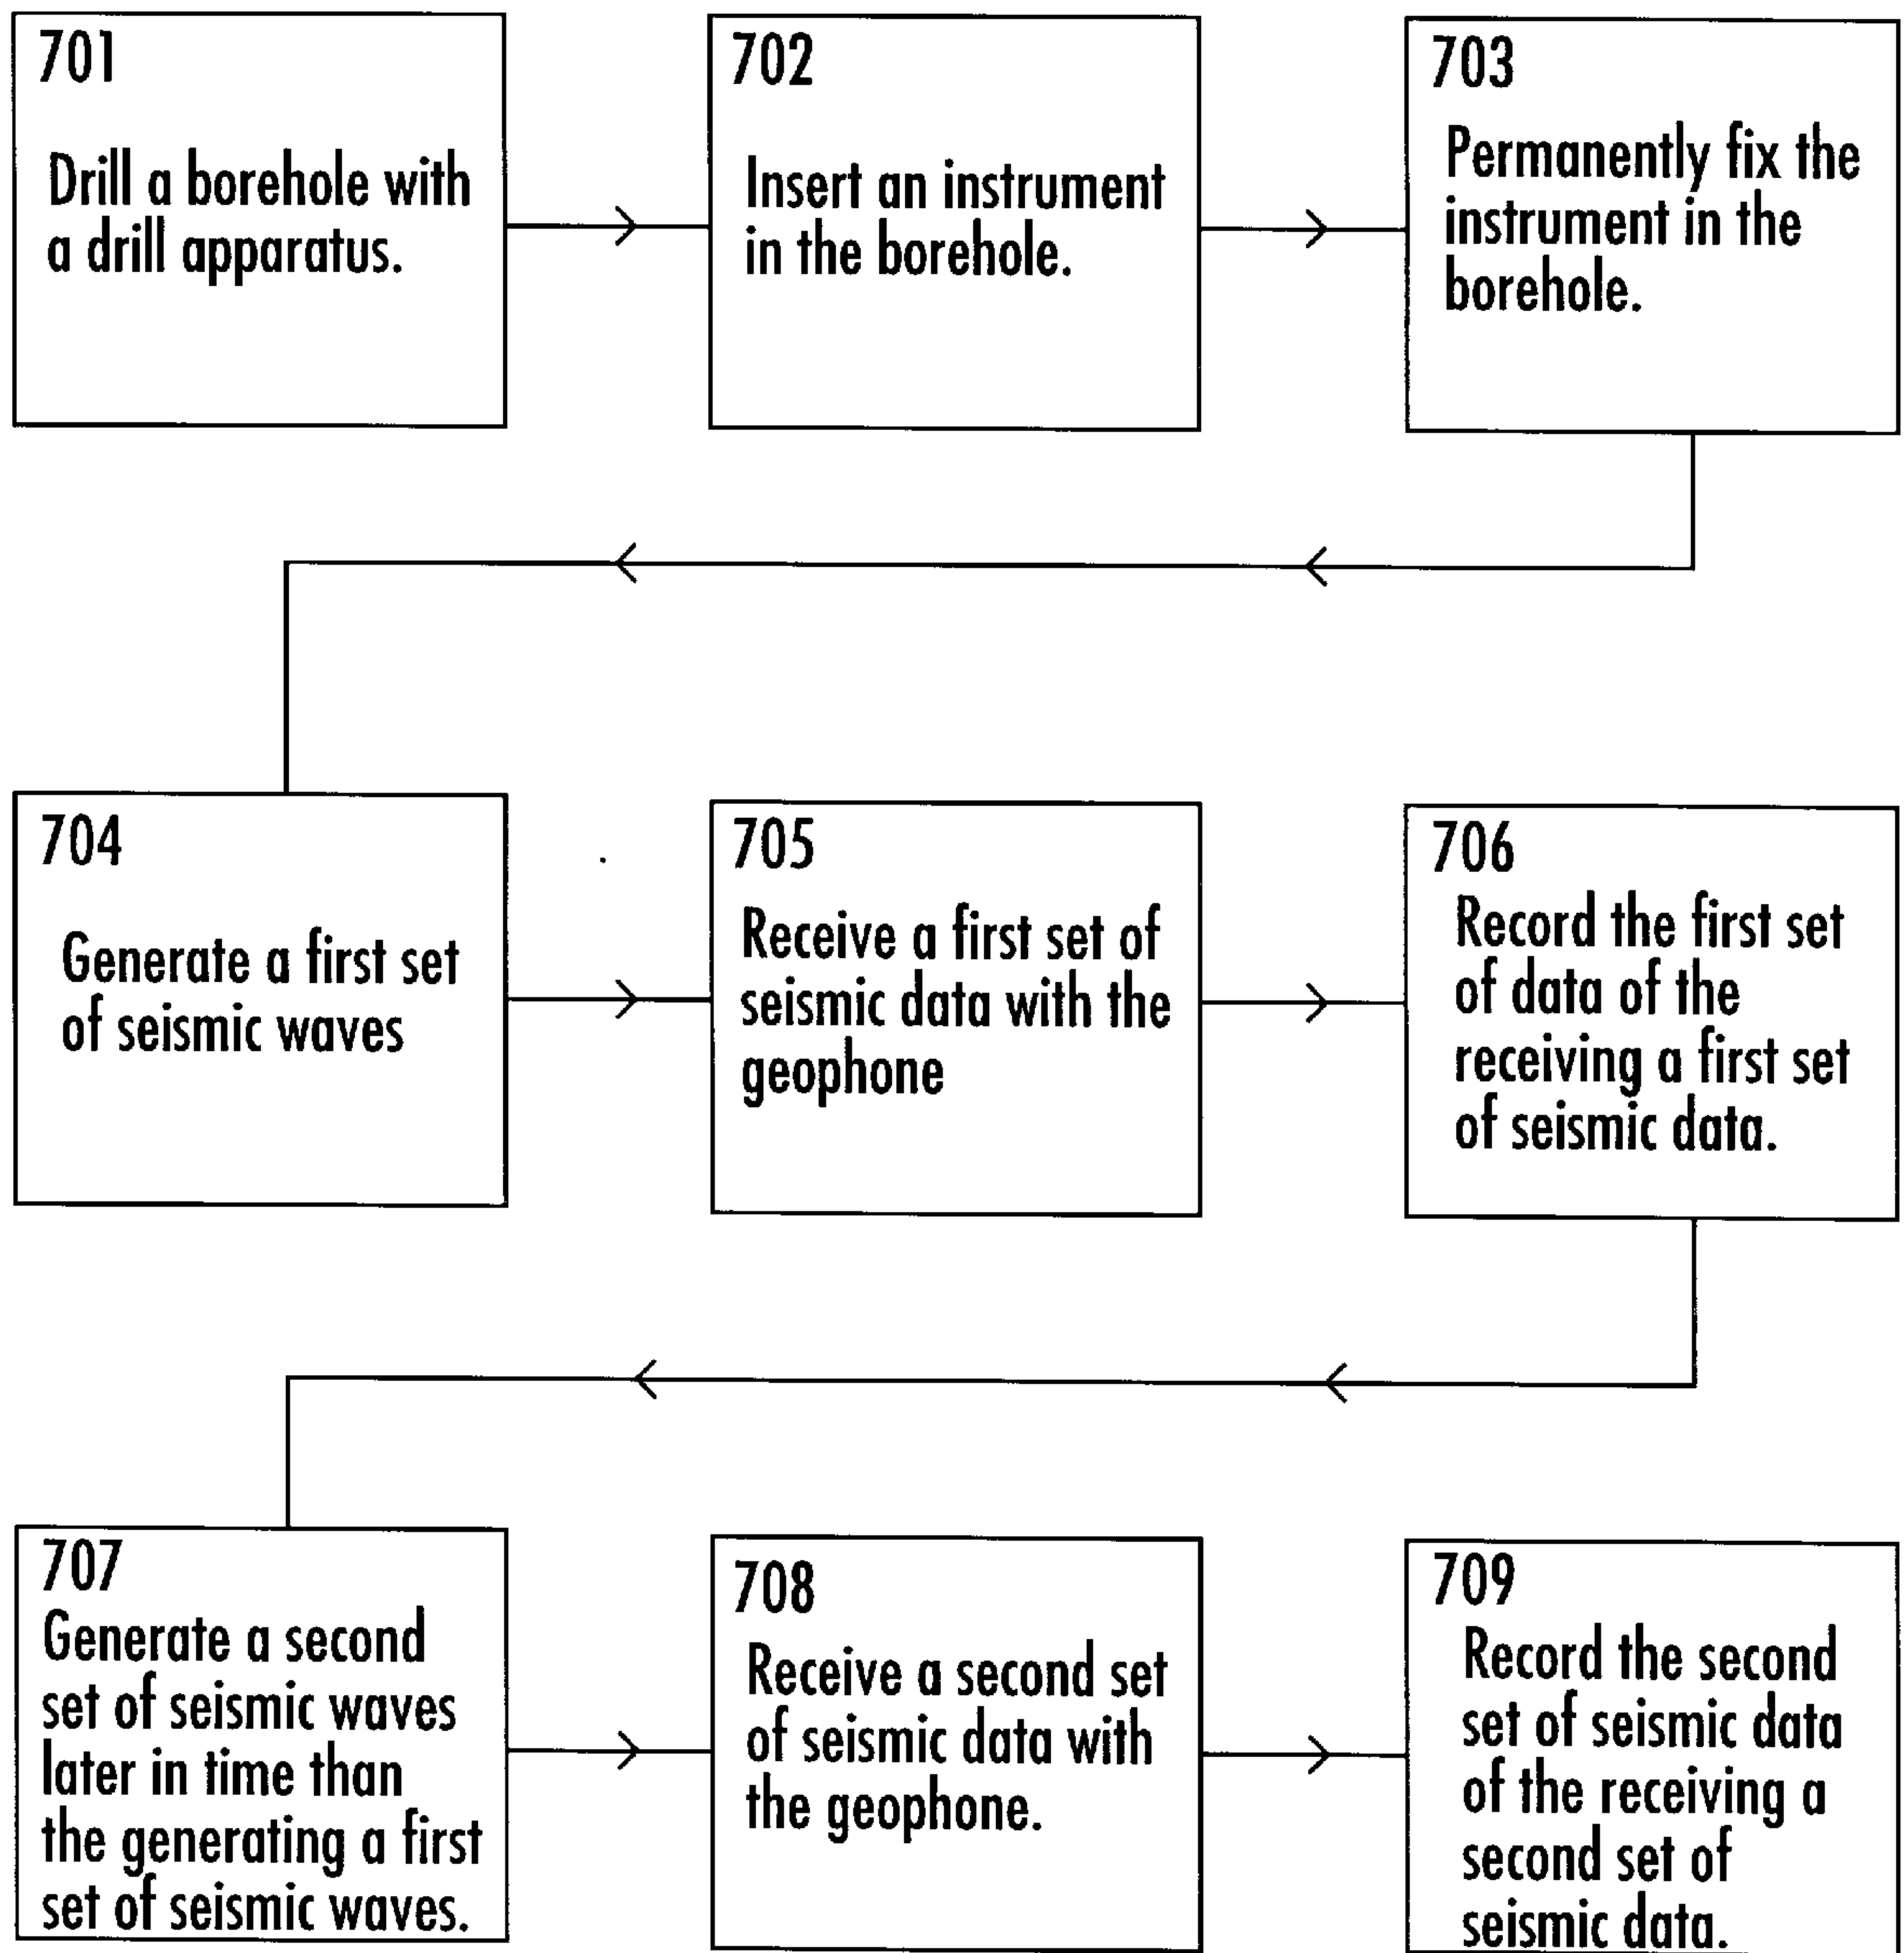 701
Drill a borehole with
a drill apparatus.
702
Insert an instrument
in the borehole.
703
Permanently fix the
instrument in the
borehole.
704
Generate a first set
of seismic waves
705
Receive a first set of
seismic data with the
geophone
706
Record the first set
of data of the
receiving a first set
of seismic data.
707
Generate a second
set of seismic waves
later in time than
the generating a first
set of seismic waves.
708
Receive a second set
of seismic data with
the geophone.
709
Record the second
set of seismic data
of the receiving a
second set of
seismic data.